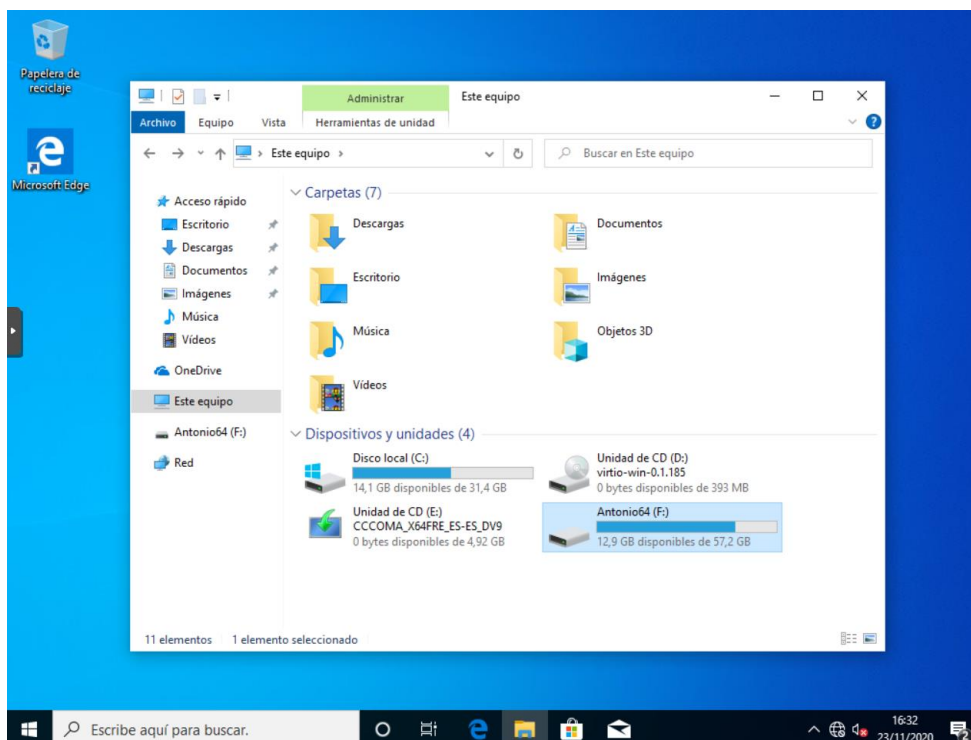 Papelera de
reciclaje
Microsoft Edge
Administrar
Este equipo
Archivo
Equipo
Vista
Herramientas de unidad
Este equipo
Buscar en Este equipo
Acceso rápido
Escritorio
Descargas
Documentos
Imágenes
Música
Vídeos
OneDrive
Este equipo
Antonio64 (F:)
Red
Carpetas (7)
Descargas
Documentos
Escritorio
Imágenes
Música
Objetos 3D
Vídeos
Dispositivos y unidades (4)
Disco local (C:)
14,1 GB disponibles de 31,4 GB
Unidad de CD (D:)
virtio-win-0.1.185
0 bytes disponibles de 393 MB
Unidad de CD (E:)
CCCOMA_X64FRE_ES-ES_DV9
0 bytes disponibles de 4,92 GB
Antonio64 (F:)
12,9 GB disponibles de 57,2 GB
11 elementos
1 elemento seleccionado
Escribe aquí para buscar.
16:32
23/11/2020
2